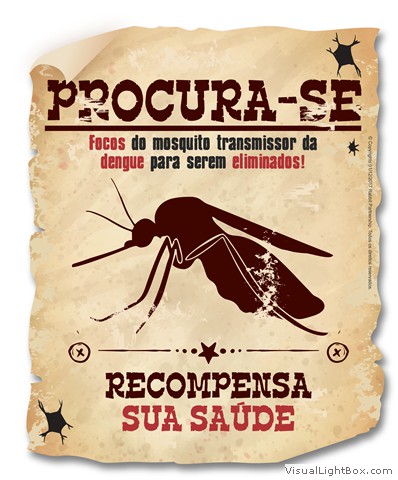 PROCURA-SE
Focos do mosquito transmissor da
dengue para serem eliminados!
RECOMPENSA
SUA SAÚDE
VisualLightBox.com